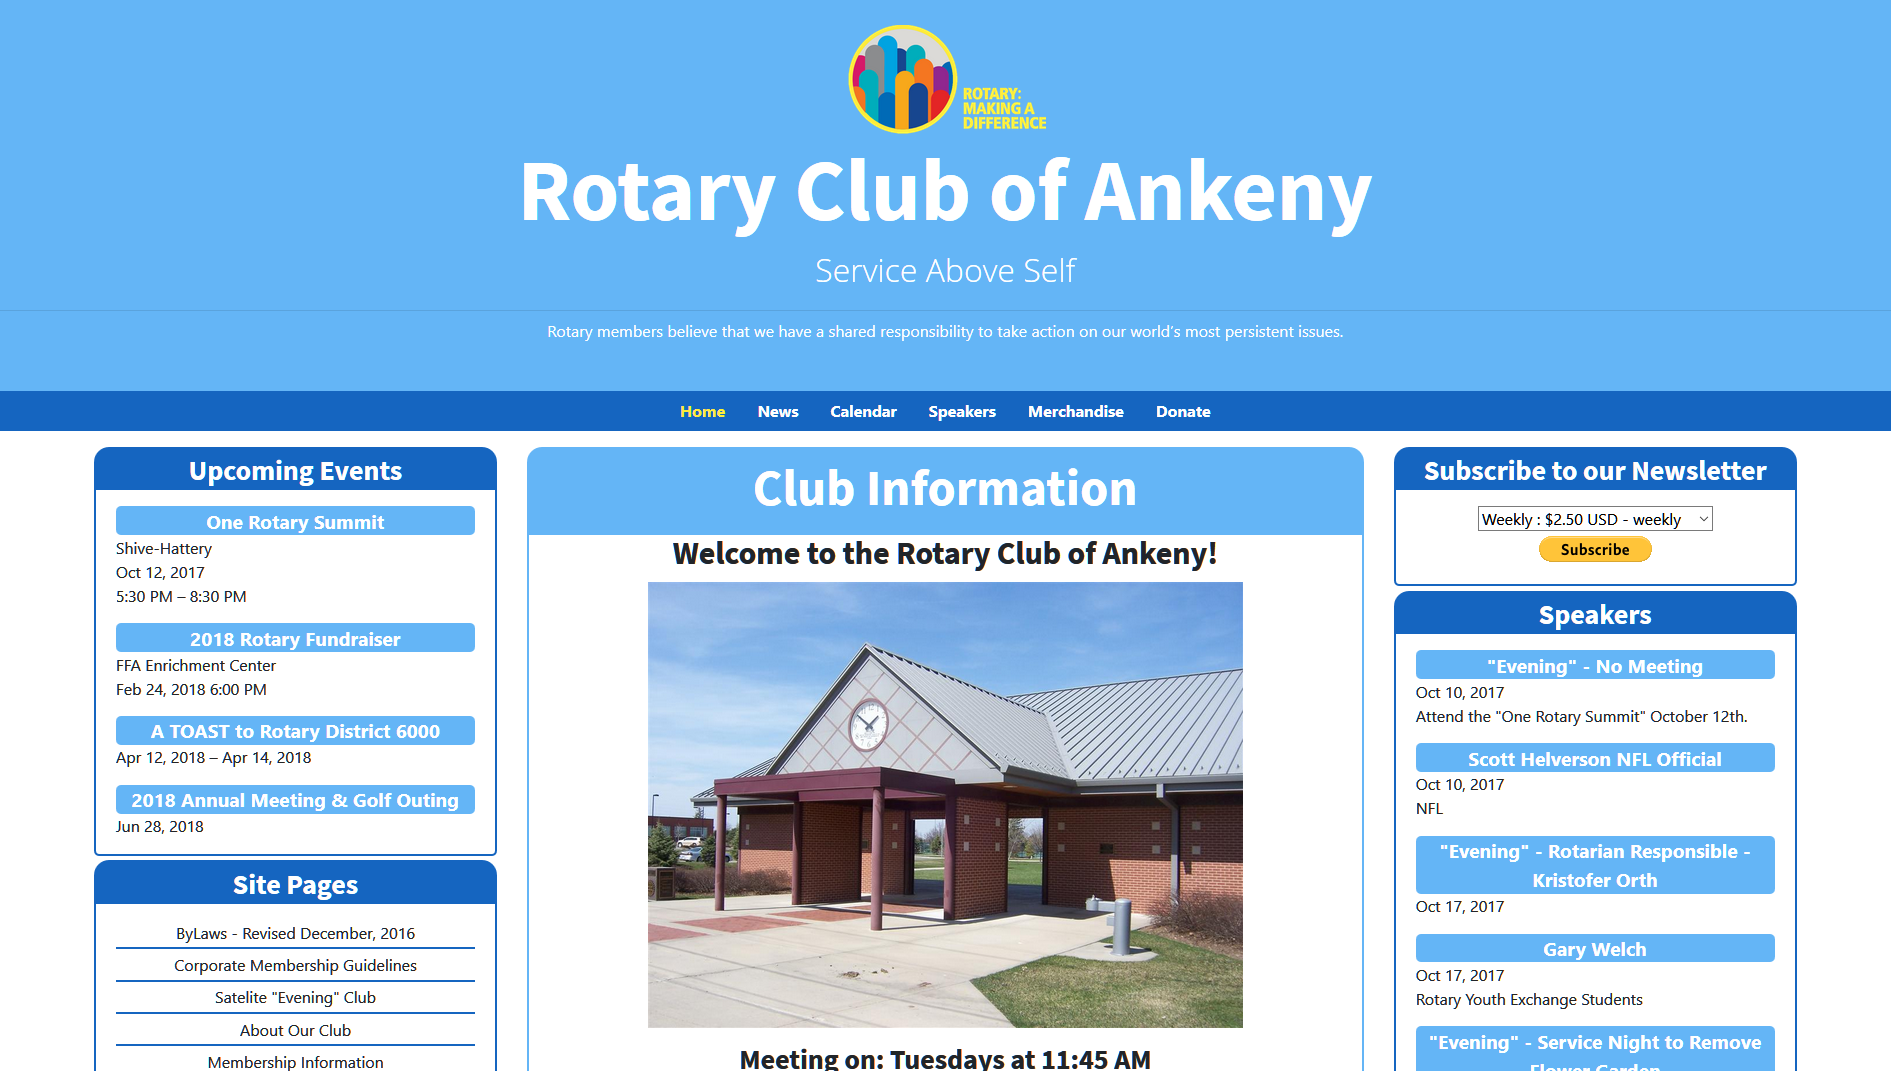 ROTARY:
MAKING A
DIFFERENCE
Rotary Club of Ankeny
Service Above Self
Rotary members believe that we have a shared responsibility to take action on our world's most persistent issues.
Home News Calendar Speakers Merchandise Donate
Upcoming Events
One Rotary Summit
Shive-Hattery
Oct 12, 2017
5:30 PM – 8:30 PM
2018 Rotary Fundraiser
FFA Enrichment Center
Feb 24, 2018 6:00 PM
A TOAST to Rotary District 6000
Apr 12, 2018 – Apr 14, 2018
2018 Annual Meeting & Golf Outing
Jun 28, 2018
Site Pages
ByLaws - Revised December, 2016
Corporate Membership Guidelines
Satelite "Evening" Club
About Our Club
Membership Information
Club Information
Welcome to the Rotary Club of Ankeny!
Meeting on: Tuesdays at 11:45 AM
Subscribe to our Newsletter
Weekly : $2.50 USD - weekly
Subscribe
Speakers
"Evening" - No Meeting
Oct 10, 2017
Attend the "One Rotary Summit" October 12th.
Scott Helverson NFL Official
Oct 10, 2017
NFL
"Evening" - Rotarian Responsible -
Kristofer Orth
Oct 17, 2017
Gary Welch
Oct 17, 2017
Rotary Youth Exchange Students
"Evening" - Service Night to Remove
Flower Garden